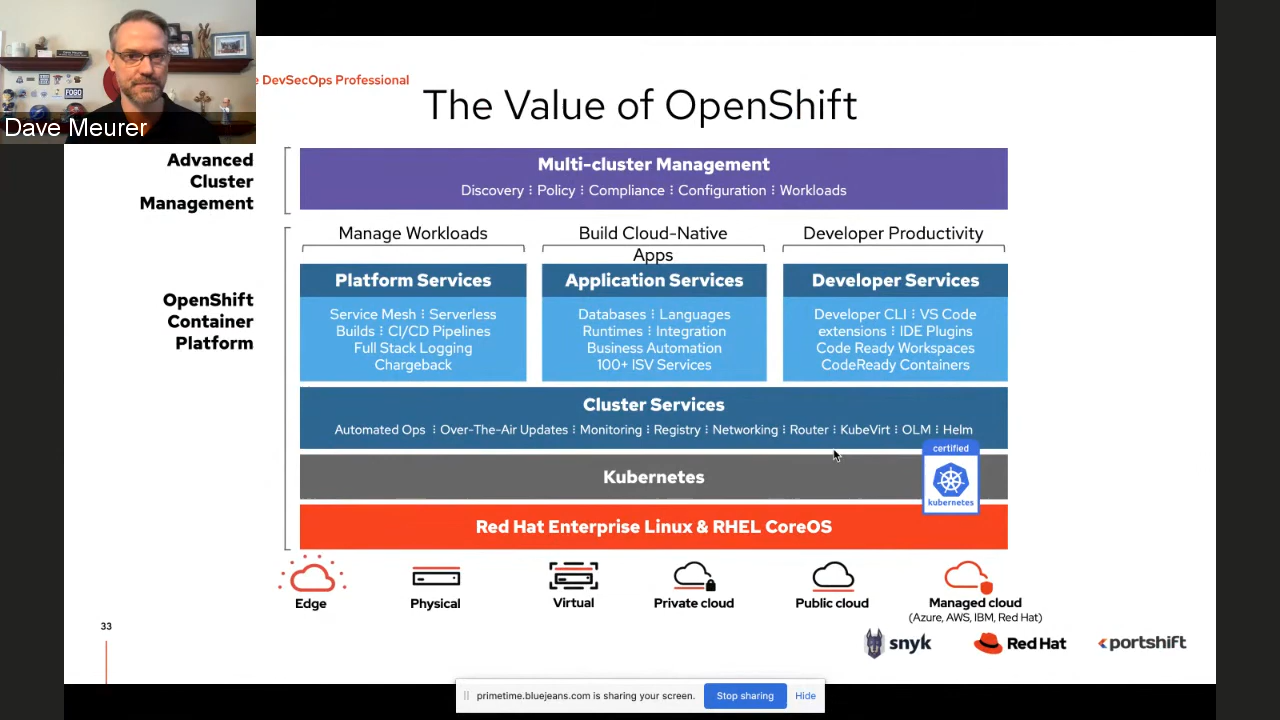 Dave Meurer
e DevSecOps Professional
The Value of OpenShift
Advanced
Cluster
Management
Multi-cluster Management
Discovery ⋮ Policy ⋮ Compliance ⋮ Configuration ⋮ Workloads
OpenShift
Container
Platform
Manage Workloads
Platform Services
Service Mesh ⋮ Serverless
Builds ⋮ CI/CD Pipelines
Full Stack Logging
Chargeback
Build Cloud-Native
Apps
Application Services
Databases ⋮ Languages
Runtimes ⋮ Integration
Business Automation
100+ ISV Services
Developer Productivity
Developer Services
Developer CLI ⋮ VS Code
extensions ⋮ IDE Plugins
Code Ready Workspaces
CodeReady Containers
Cluster Services
Automated Ops ⋮ Over-The-Air Updates ⋮ Monitoring ⋮ Registry ⋮ Networking ⋮ Router ⋮ KubeVirt ⋮ OLM ⋮ Helm
Kubernetes
certified
kubernetes
Red Hat Enterprise Linux & RHEL CoreOS
Edge
Physical
Virtual
Private cloud
Public cloud
Managed cloud
(Azure, AWS, IBM, Red Hat)
33
snyk
Red Hat
portshift
primetime.bluejeans.com is sharing your screen.
Stop sharing
Hide